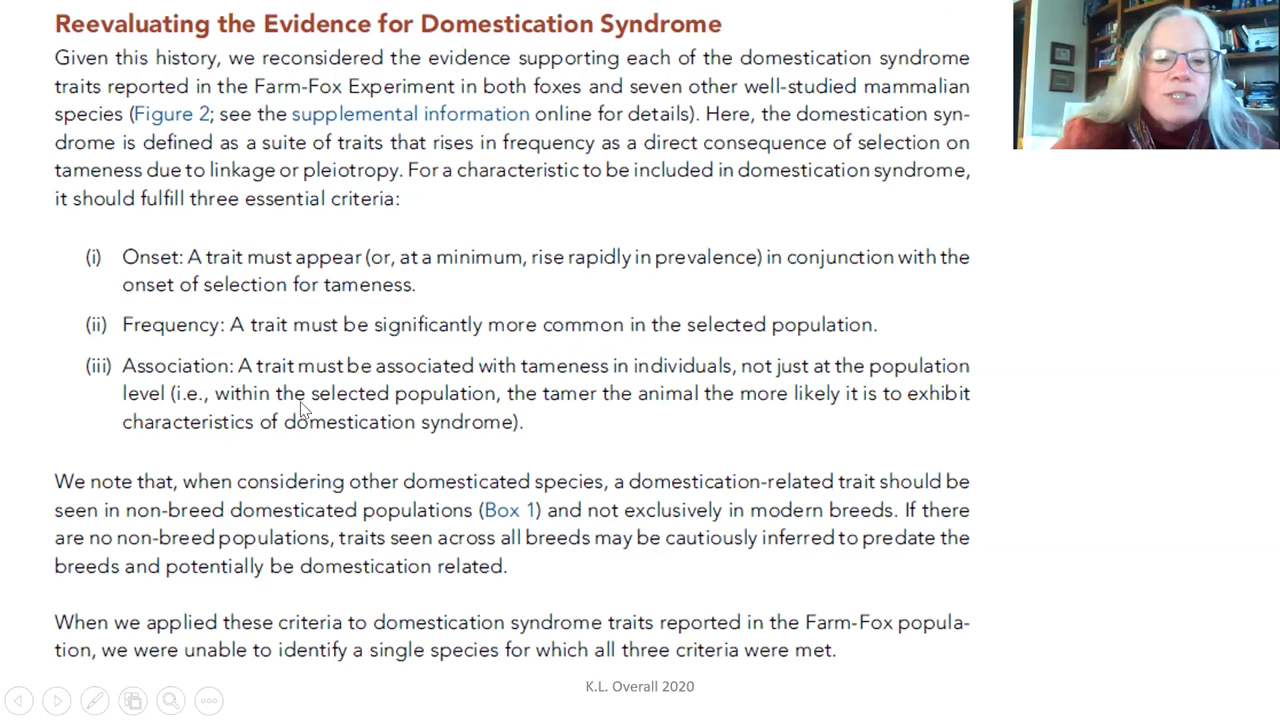 Reevaluating the Evidence for Domestication Syndrome
Given this history, we reconsidered the evidence supporting each of the domestication syndrome
traits reported in the Farm-Fox Experiment in both foxes and seven other well-studied mammalian
species (Figure 2; see the supplemental information online for details). Here, the domestication syn-
drome is defined as a suite of traits that rises in frequency as a direct consequence of selection on
tameness due to linkage or pleiotropy. For a characteristic to be included in domestication syndrome,
it should fulfill three essential criteria:
(i) Onset: A trait must appear (or, at a minimum, rise rapidly in prevalence) in conjunction with the
onset of selection for tameness.
(ii) Frequency: A trait must be significantly more common in the selected population.
(iii) Association: A trait must be associated with tameness in individuals, not just at the population
level (i.e., within the selected population, the tamer the animal the more likely it is to exhibit
characteristics of domestication syndrome).
We note that, when considering other domesticated species, a domestication-related trait should be
seen in non-breed domesticated populations (Box 1) and not exclusively in modern breeds. If there
are no non-breed populations, traits seen across all breeds may be cautiously inferred to predate the
breeds and potentially be domestication related.
When we applied these criteria to domestication syndrome traits reported in the Farm-Fox popula-
tion, we were unable to identify a single species for which all three criteria were met.
K.L. Overall 2020